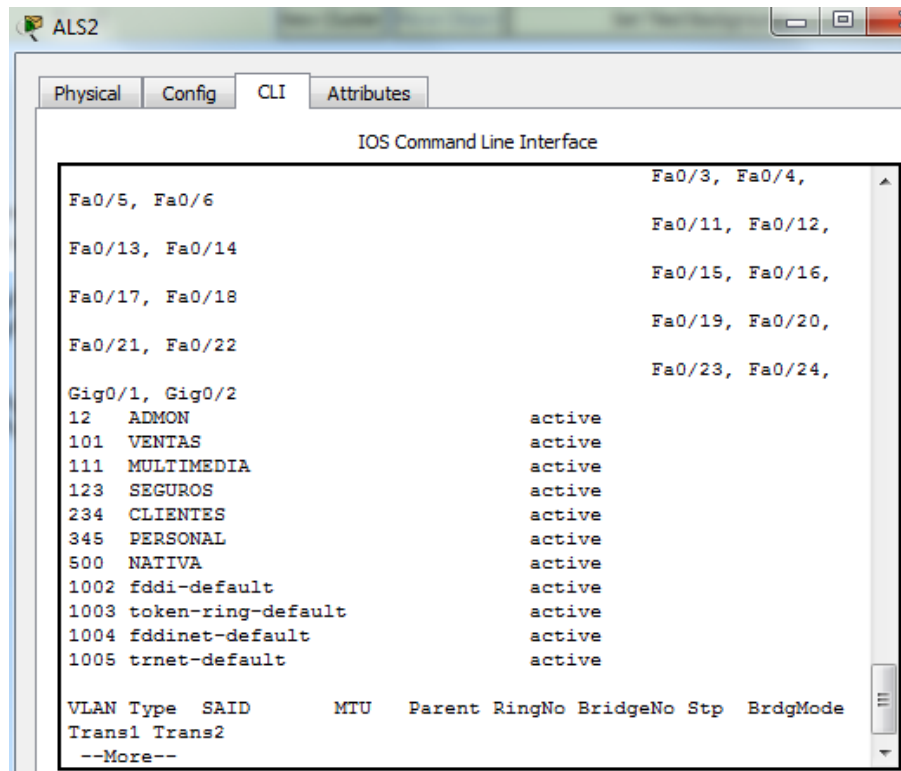 ALS2
Physical Config CLI Attributes
IOS Command Line Interface
Fa0/3, Fa0/4,
Fa0/5, Fa0/6
Fa0/11, Fa0/12,
Fa0/13, Fa0/14
Fa0/15, Fa0/16,
Fa0/17, Fa0/18
Fa0/19, Fa0/20,
Fa0/21, Fa0/22
Fa0/23, Fa0/24,
Gig0/1, Gig0/2
12 ADMON active
101 VENTAS active
111 MULTIMEDIA active
123 SEGUROS active
234 CLIENTES active
345 PERSONAL active
500 NATIVA active
1002 fddi-default active
1003 token-ring-default active
1004 fddinet-default active
1005 trnet-default active
VLAN Type SAID MTU Parent RingNo BridgeNo Stp BrdgMode
Trans1 Trans2
--More--